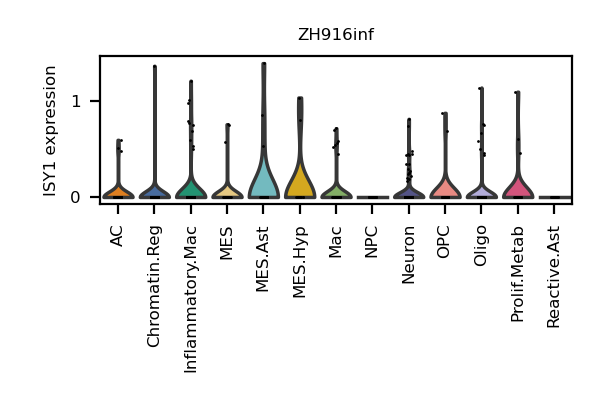 ZH916inf
ISY1 expression
1
0
AC
Chromatin.Reg
Inflammatory.Mac
MES
MES.Ast
MES.Hyp
Mac
NPC
Neuron
OPC
Oligo
Prolif.Metab
Reactive.Ast